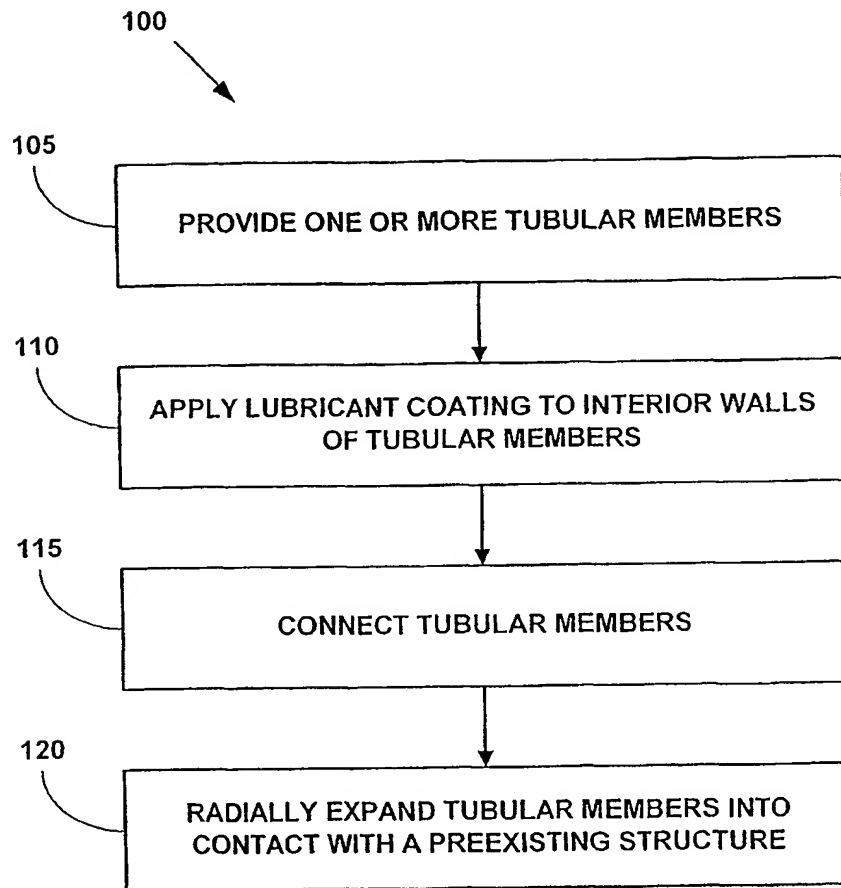 100
105
PROVIDE ONE OR MORE TUBULAR MEMBERS
110
APPLY LUBRICANT COATING TO INTERIOR WALLS
OF TUBULAR MEMBERS
115
CONNECT TUBULAR MEMBERS
120
RADIALLY EXPAND TUBULAR MEMBERS INTO
CONTACT WITH A PREEXISTING STRUCTURE